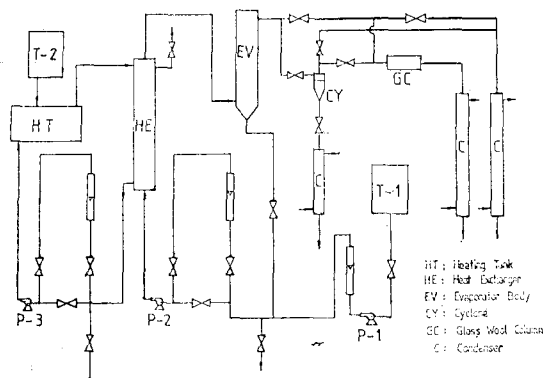 T-2
HT
HE
EV
CY
GC
C
C
C
T-1
P-3
P-2
P-1
HT : Heating Tank
HE : Heat Exchanger
EV : Evaporator Body
CY : Cyclone
GC : Glass Wool Column
C : Condenser